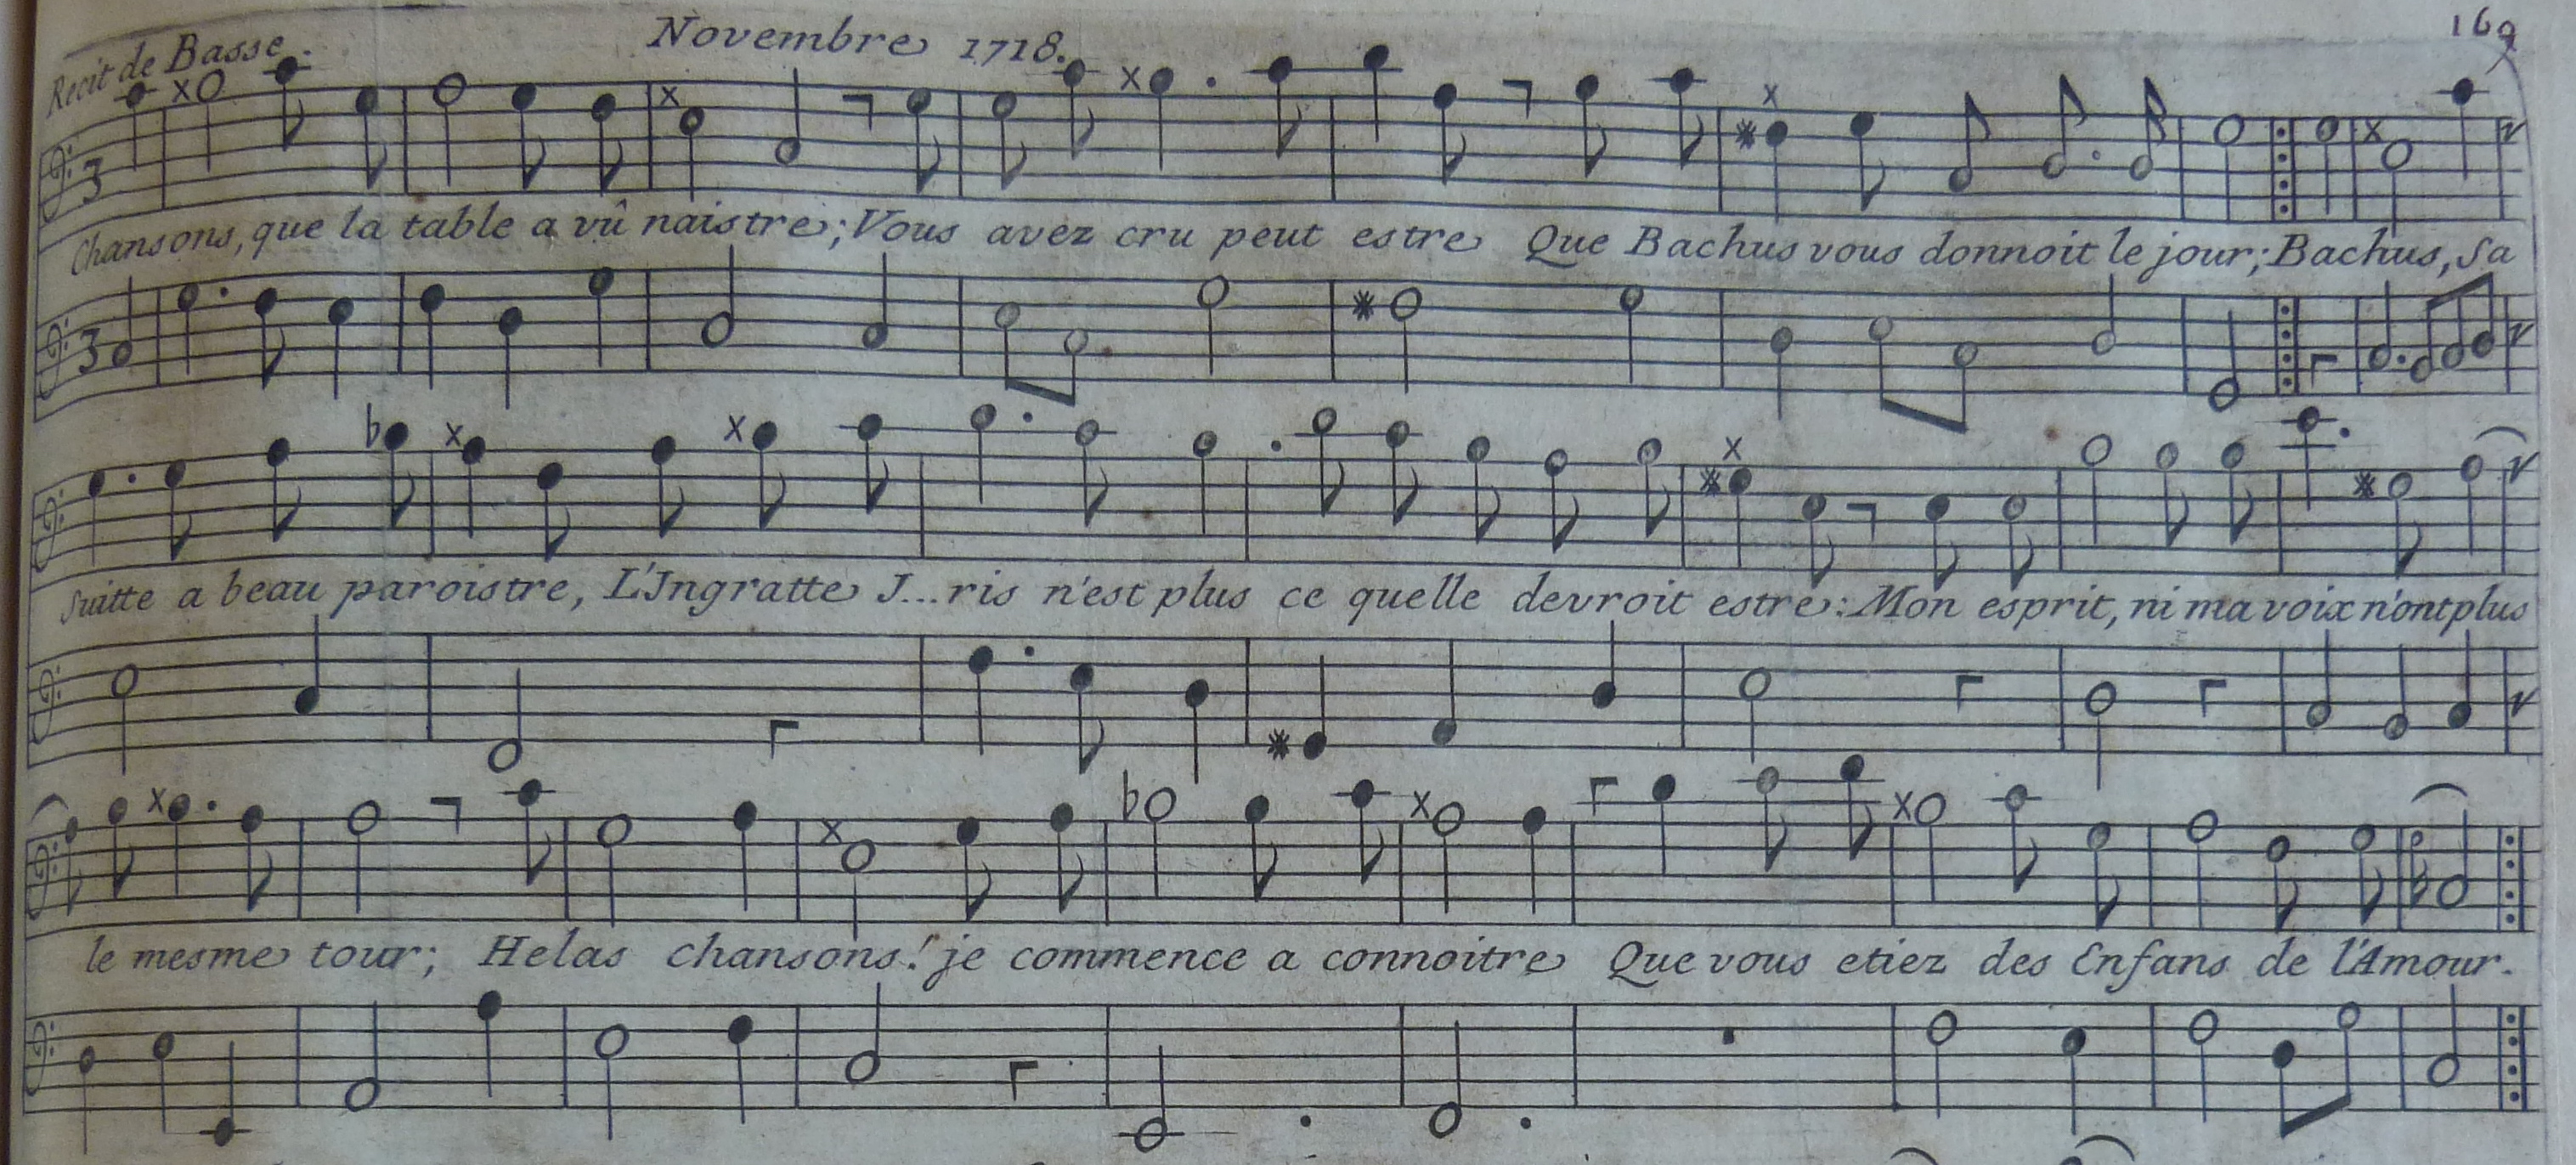 Novembre 1718. 169
Recit de Basse.
3
Chansons, que la table a vû naistre; Vous avez cru peut estre Que Bachus vous donnoit le jour; Bachus, Sa
3
Suitte a beau paroistre, L'Ingratte J...ris n'est plus ce quelle devroit estre: Mon esprit, ni ma voix n'ont plus
le mesme tour; Helas Chansons! je commence a connoitre Que vous etiez des Enfans de l'Amour.